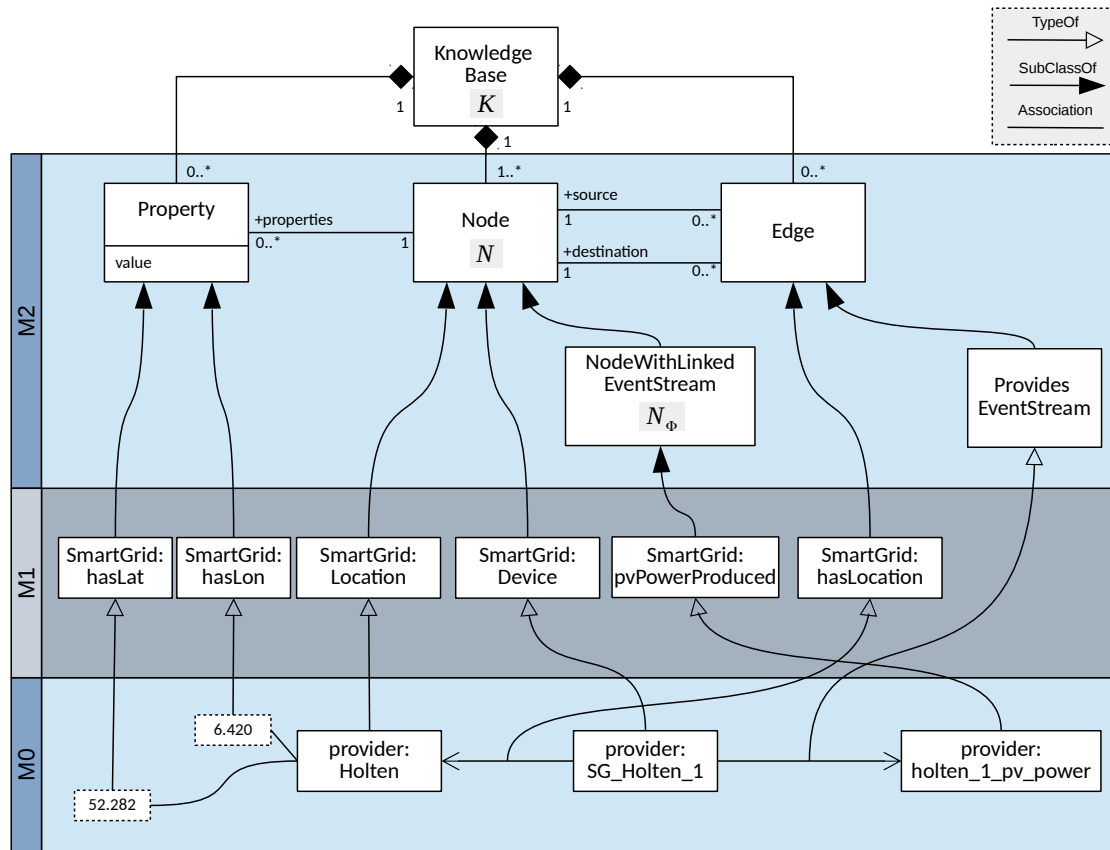 TypeOf
SubClassOf
Association
Knowledge
Base
K
1
1
1
0..*
1..*
0..*
M2
Property
value
+properties
0..*
1
Node
N
+source
1
0..*
+destination
1
0..*
Edge
NodeWithLinked
EventStream
NΦ
Provides
EventStream
M1
SmartGrid:
hasLat
SmartGrid:
hasLon
SmartGrid:
Location
SmartGrid:
Device
SmartGrid:
pvPowerProduced
SmartGrid:
hasLocation
M0
6.420
52.282
provider:
Holten
provider:
SG_Holten_1
provider:
holten_1_pv_power